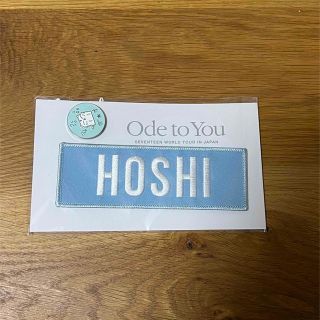 Ode to You
SEVENTEEN WORLD TOUR IN JAPAN
HOSHI